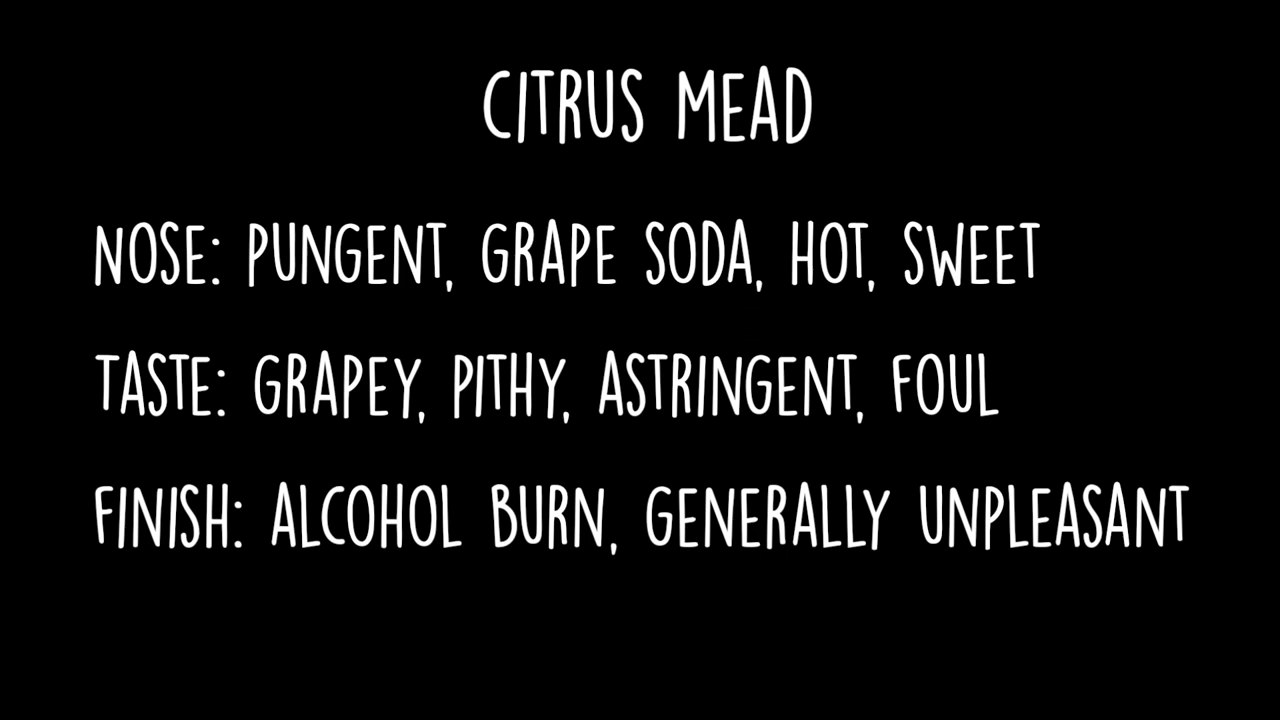 CITRUS MEAD
NOSE: PUNGENT, GRAPE SODA, HOT, SWEET
TASTE: GRAPEY, PITHY, ASTRINGENT, FOUL
FINISH: ALCOHOL BURN, GENERALLY UNPLEASANT